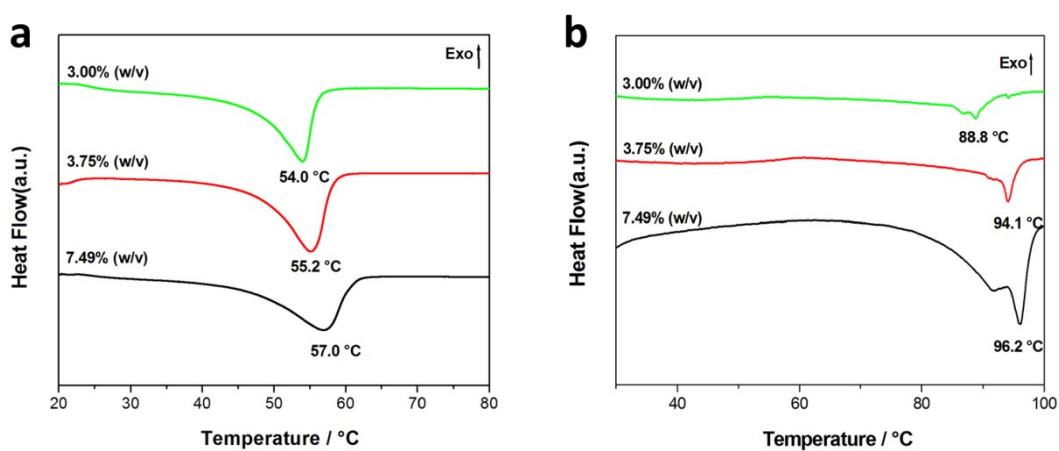 a
Exo
3.00% (w/v)
54.0 °C
3.75% (w/v)
55.2 °C
7.49% (w/v)
57.0 °C
Heat Flow(a.u.)
20 30 40 50 60 70 80
Temperature / °C
b
Exo
3.00% (w/v)
88.8 °C
3.75% (w/v)
94.1 °C
7.49% (w/v)
96.2 °C
Heat Flow(a.u.)
40 60 80 100
Temperature / °C